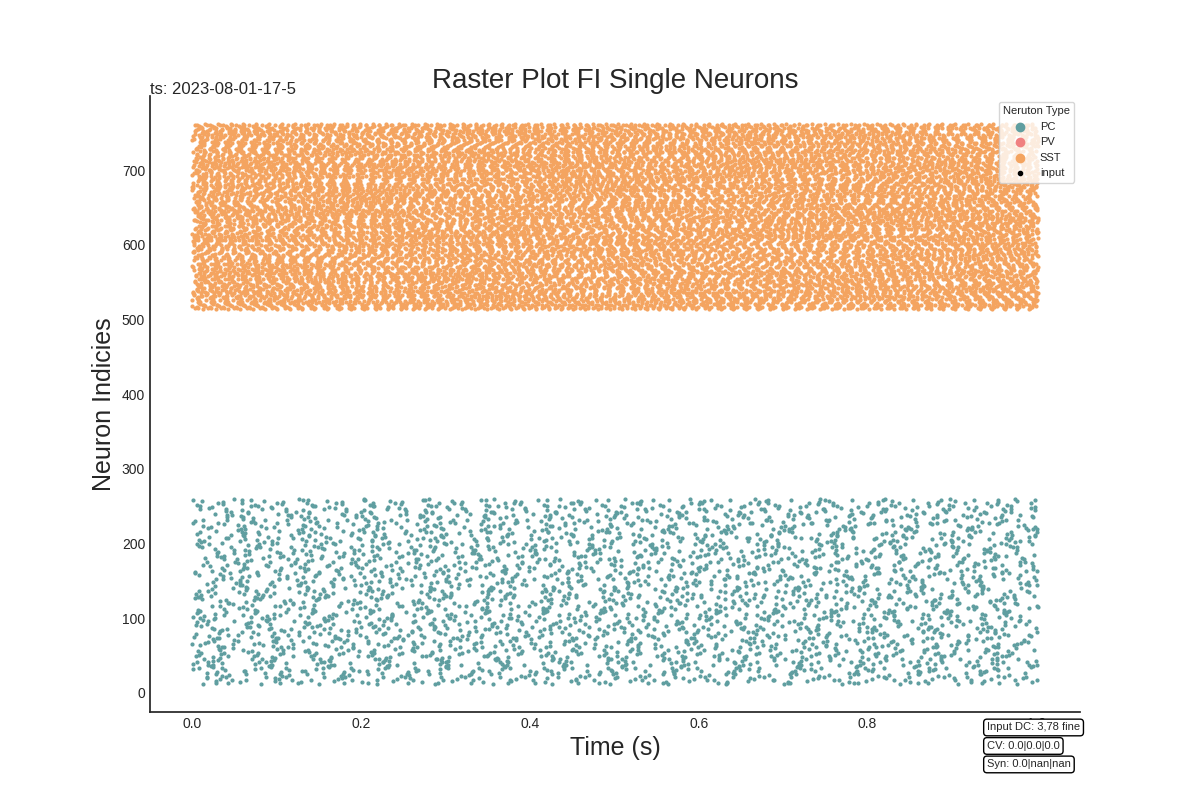 Raster Plot FI Single Neurons
ts: 2023-08-01-17-5
Neruton Type
PC
PV
SST
input
Neuron Indicies
700
600
500
400
300
200
100
0
0.0 0.2 0.4 0.6 0.8
Time (s)
Input DC: 3,78 fine
CV: 0.0|0.0|0.0
Syn: 0.0|nan|nan